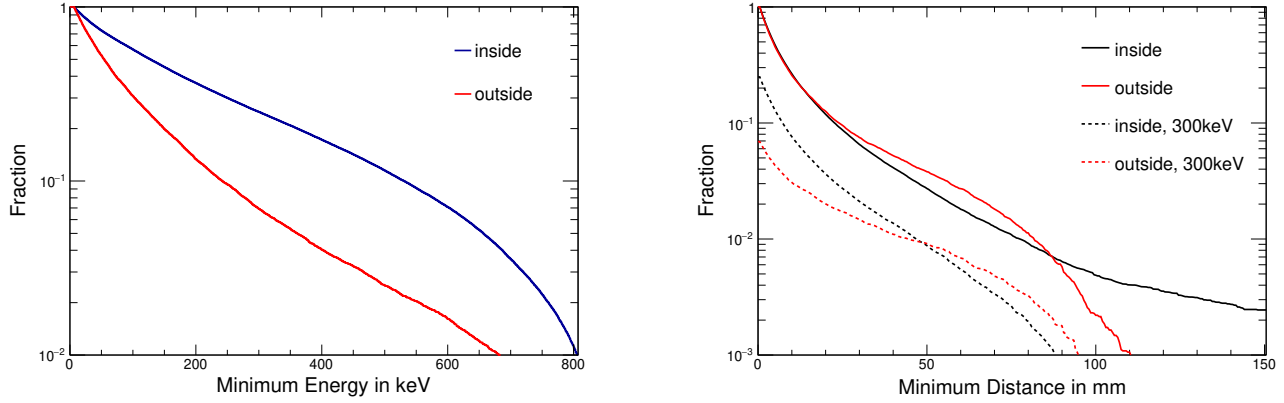 1
10⁻¹
10⁻²
Fraction
0 200 400 600 800
Minimum Energy in keV
inside
outside
1
10⁻¹
10⁻²
10⁻³
Fraction
0 50 100 150
Minimum Distance in mm
inside
outside
inside, 300keV
outside, 300keV